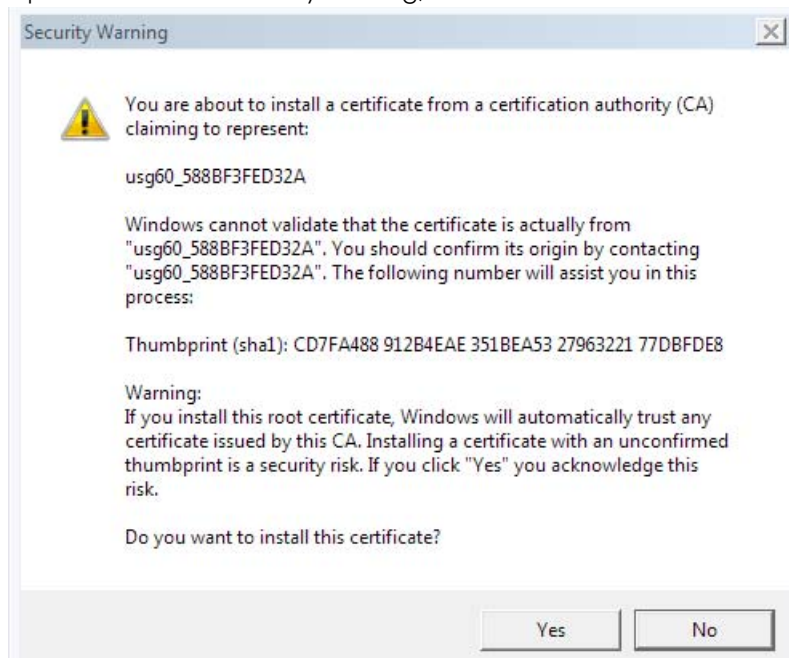 Security Warning
You are about to install a certificate from a certification authority (CA)
claiming to represent:
usg60_588BF3FED32A
Windows cannot validate that the certificate is actually from
"usg60_588BF3FED32A". You should confirm its origin by contacting
"usg60_588BF3FED32A". The following number will assist you in this
process:
Thumbprint (sha1): CD7FA488 912B4EAE 351BEA53 27963221 77DBFDE8
Warning:
If you install this root certificate, Windows will automatically trust any
certificate issued by this CA. Installing a certificate with an unconfirmed
thumbprint is a security risk. If you click "Yes" you acknowledge this
risk.
Do you want to install this certificate?
Yes No